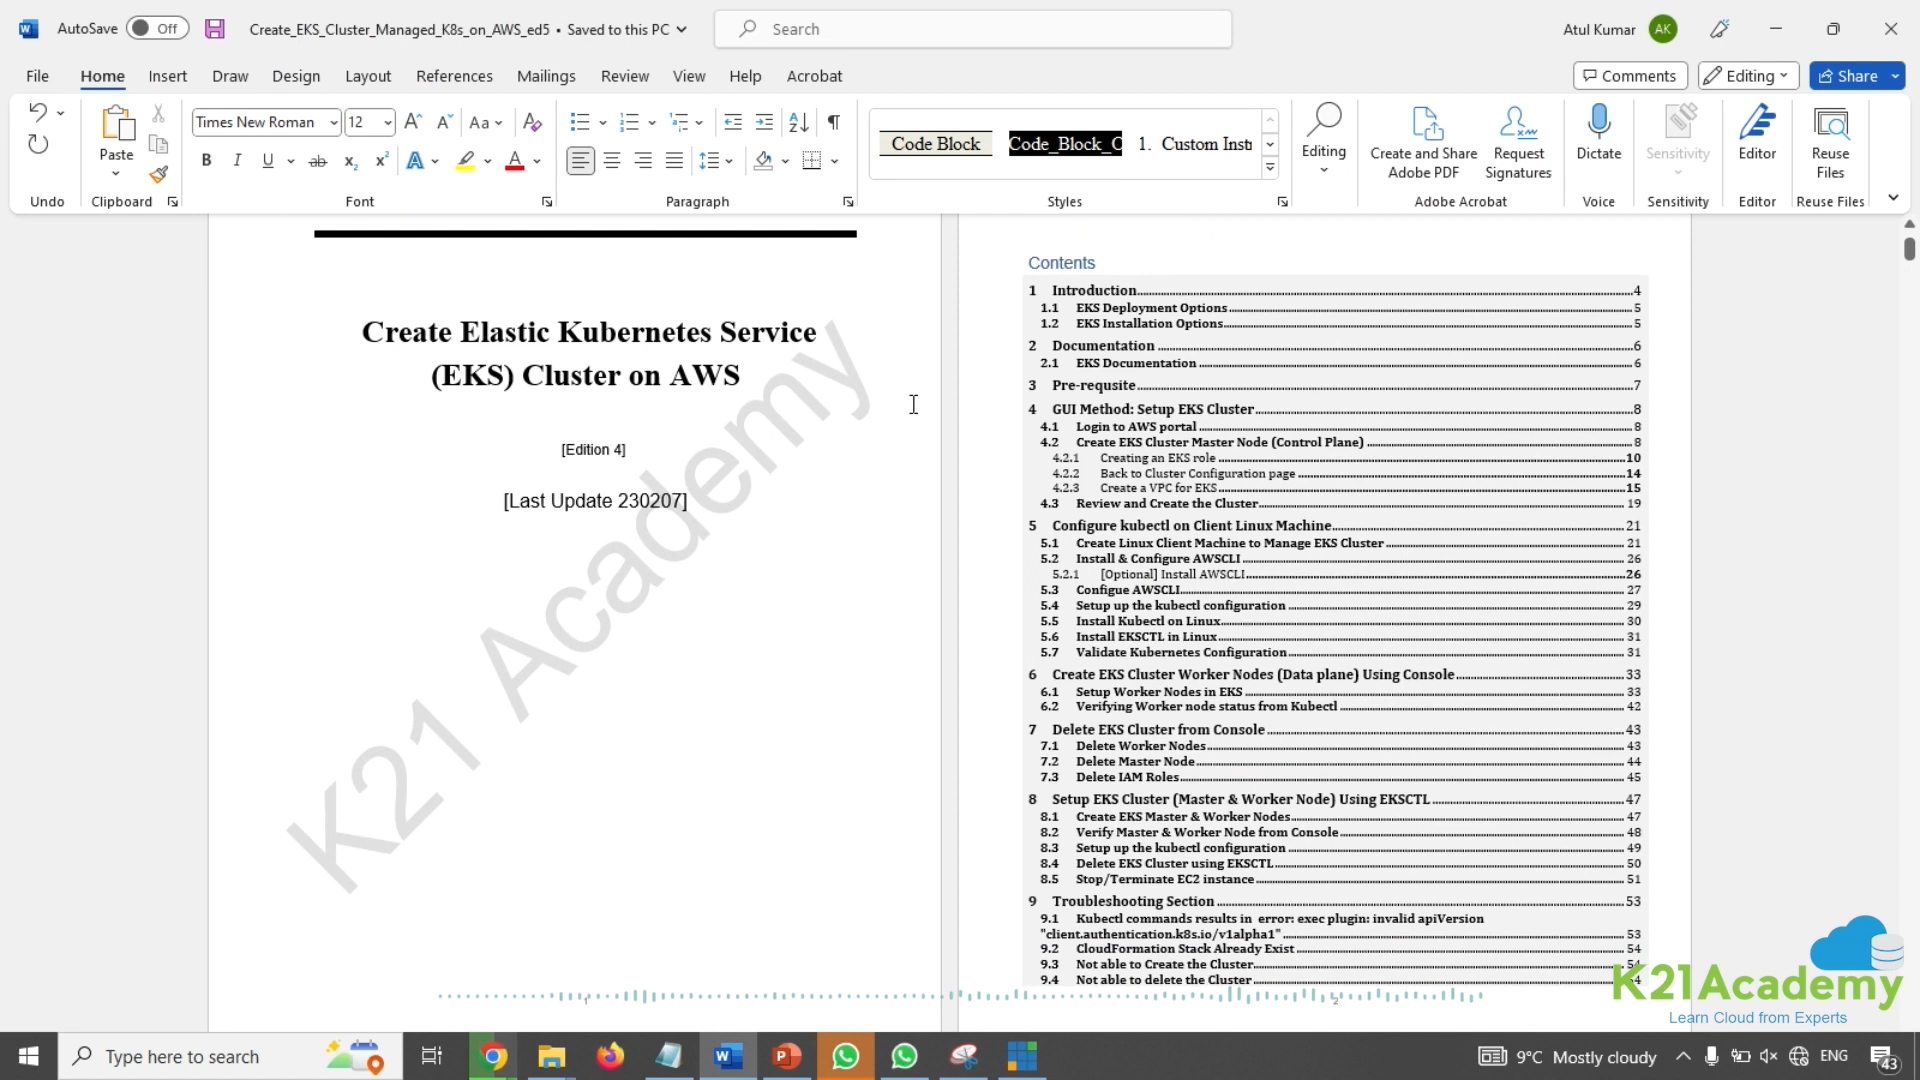 AutoSave Off Create_EKS_Cluster_Managed_K8s_on_AWS_ed5 • Saved to this PC Search Atul Kumar AK
File Home Insert Draw Design Layout References Mailings Review View Help Acrobat Comments Editing Share
Times New Roman 12 Aa
Paste
Code Block Code_Block_C 1. Custom Inst
Editing Create and Share Adobe PDF Request Signatures Dictate Sensitivity Editor Reuse Files
Undo Clipboard Font Paragraph Styles Adobe Acrobat Voice Sensitivity Editor Reuse Files
Create Elastic Kubernetes Service
(EKS) Cluster on AWS
[Edition 4]
[Last Update 230207]
K21 Academy
1
Contents
1 Introduction 4
1.1 EKS Deployment Options 5
1.2 EKS Installation Options 5
2 Documentation 6
2.1 EKS Documentation 6
3 Pre-requsite 7
4 GUI Method: Setup EKS Cluster 8
4.1 Login to AWS portal 8
4.2 Create EKS Cluster Master Node (Control Plane) 8
4.2.1 Creating an EKS role 10
4.2.2 Back to Cluster Configuration page 14
4.2.3 Create a VPC for EKS 15
4.3 Review and Create the Cluster 19
5 Configure kubectl on Client Linux Machine 21
5.1 Create Linux Client Machine to Manage EKS Cluster 21
5.2 Install & Configure AWSCLI 26
5.2.1 [Optional] Install AWSCLI 26
5.3 Configue AWSCLI 27
5.4 Setup up the kubectl configuration 29
5.5 Install Kubectl on Linux 30
5.6 Install EKSCTL in Linux 31
5.7 Validate Kubernetes Configuration 31
6 Create EKS Cluster Worker Nodes (Data plane) Using Console 33
6.1 Setup Worker Nodes in EKS 33
6.2 Verifying Worker node status from Kubectl 42
7 Delete EKS Cluster from Console 43
7.1 Delete Worker Nodes 43
7.2 Delete Master Node 44
7.3 Delete IAM Roles 45
8 Setup EKS Cluster (Master & Worker Node) Using EKSCTL 47
8.1 Create EKS Master & Worker Nodes 47
8.2 Verify Master & Worker Node from Console 48
8.3 Setup up the kubectl configuration 49
8.4 Delete EKS Cluster using EKSCTL 50
8.5 Stop/Terminate EC2 instance 51
9 Troubleshooting Section 53
9.1 Kubectl commands results in error: exec plugin: invalid apiVersion
"client.authentication.k8s.io/v1alpha1" 53
9.2 CloudFormation Stack Already Exist 54
9.3 Not able to Create the Cluster 54
9.4 Not able to delete the Cluster
2
K21Academy
Learn Cloud from Experts
Type here to search 9°C Mostly cloudy ENG 43